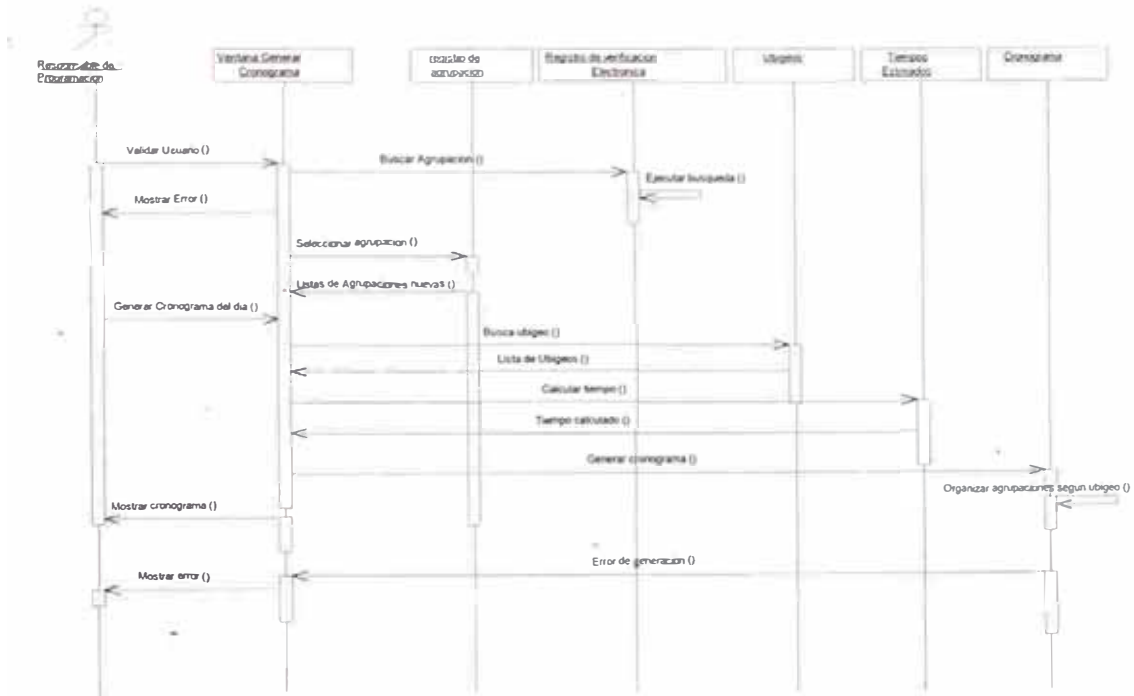 Responsable de
Programacion
Ventana General
Cronograma
registro de
agrupacion
Registro de verificacion
Electronica
Ubigeos
Tiempos
Estimados
Cronograma
Validar Usuario ()
Buscar Agrupacion ()
Ejecutar busqueda ()
Mostrar Error ()
Seleccionar agrupacion ()
Listas de Agrupaciones nuevas ()
Generar Cronograma del dia ()
Busca ubigeo ()
Lista de Ubigeos ()
Calcular tiempo ()
Tiempo calculado ()
Generar cronograma ()
Organizar agrupaciones segun ubigeo ()
Mostrar cronograma ()
Error de generacion ()
Mostrar error ()